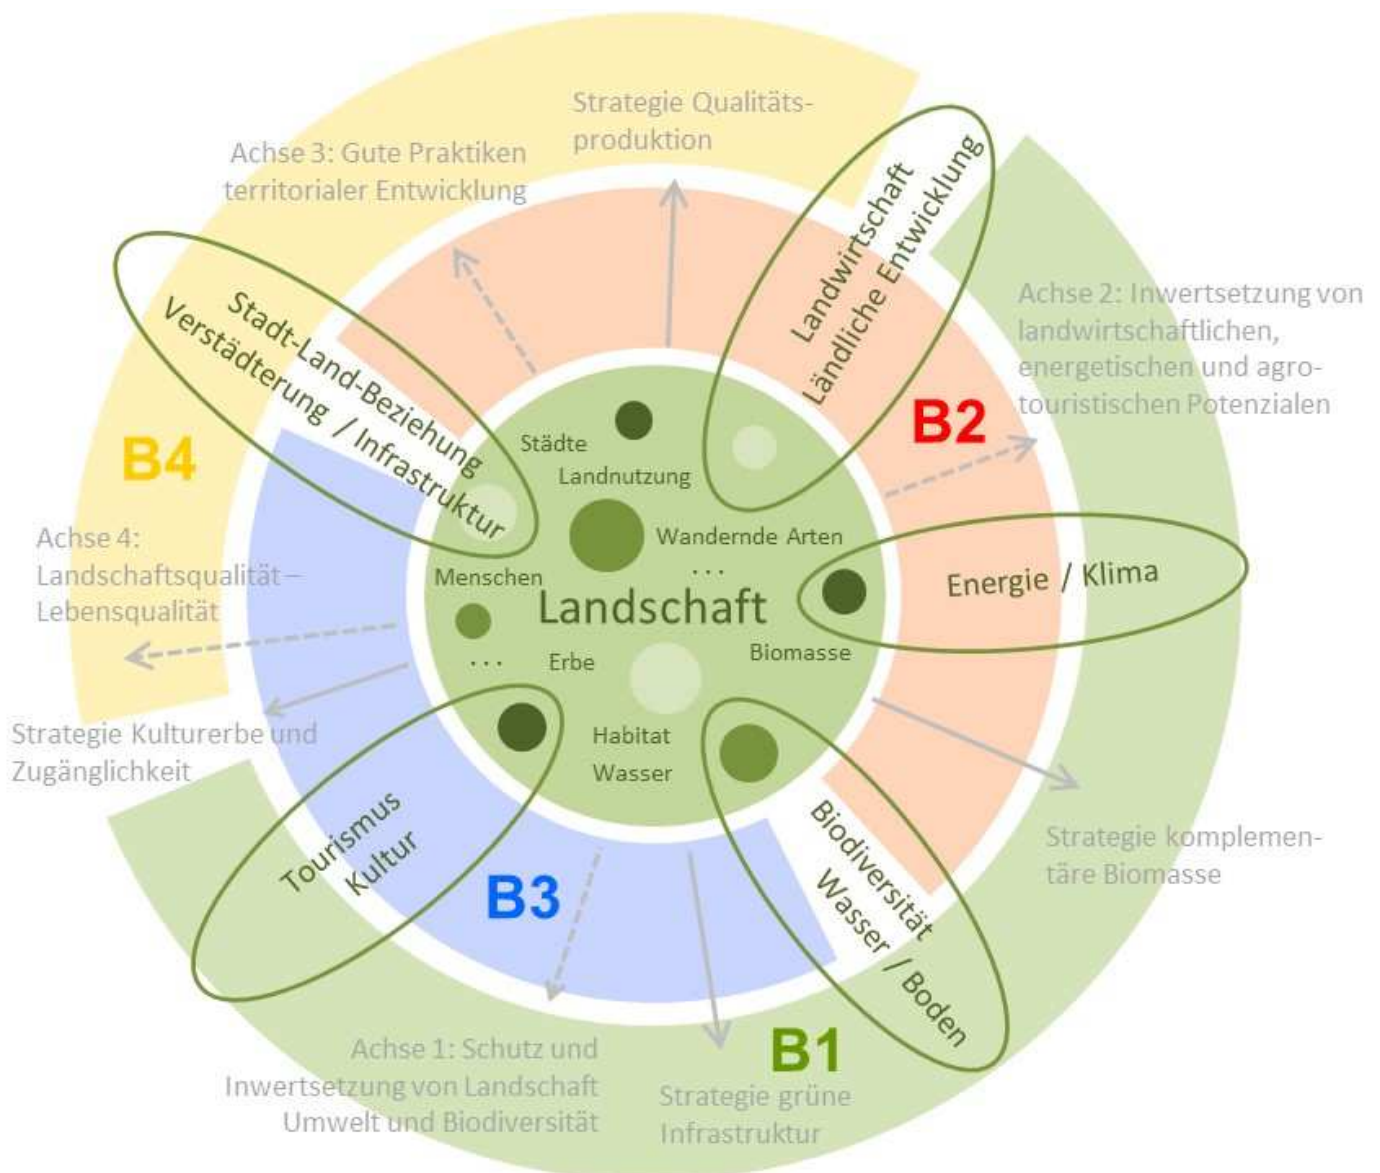 Strategie Qualitäts-
produktion
Achse 3: Gute Praktiken
territorialer Entwicklung
Landwirtschaft
Ländliche Entwicklung
Stadt-Land-Beziehung
Verstädterung / Infrastruktur
Achse 2: Inwertsetzung von
landwirtschaftlichen,
energetischen und agro-
touristischen Potenzialen
B2
B4
Städte
Landnutzung
Wandernde Arten
...
Menschen
Landschaft
Energie / Klima
Achse 4:
Landschaftsqualität –
Lebensqualität
... Erbe
Biomasse
Habitat
Wasser
Strategie Kulturerbe und
Zugänglichkeit
Tourismus
Kultur
B3
Biodiversität
Wasser / Boden
Strategie komplemen-
täre Biomasse
B1
Achse 1: Schutz und
Inwertsetzung von Landschaft
Umwelt und Biodiversität
Strategie grüne
Infrastruktur